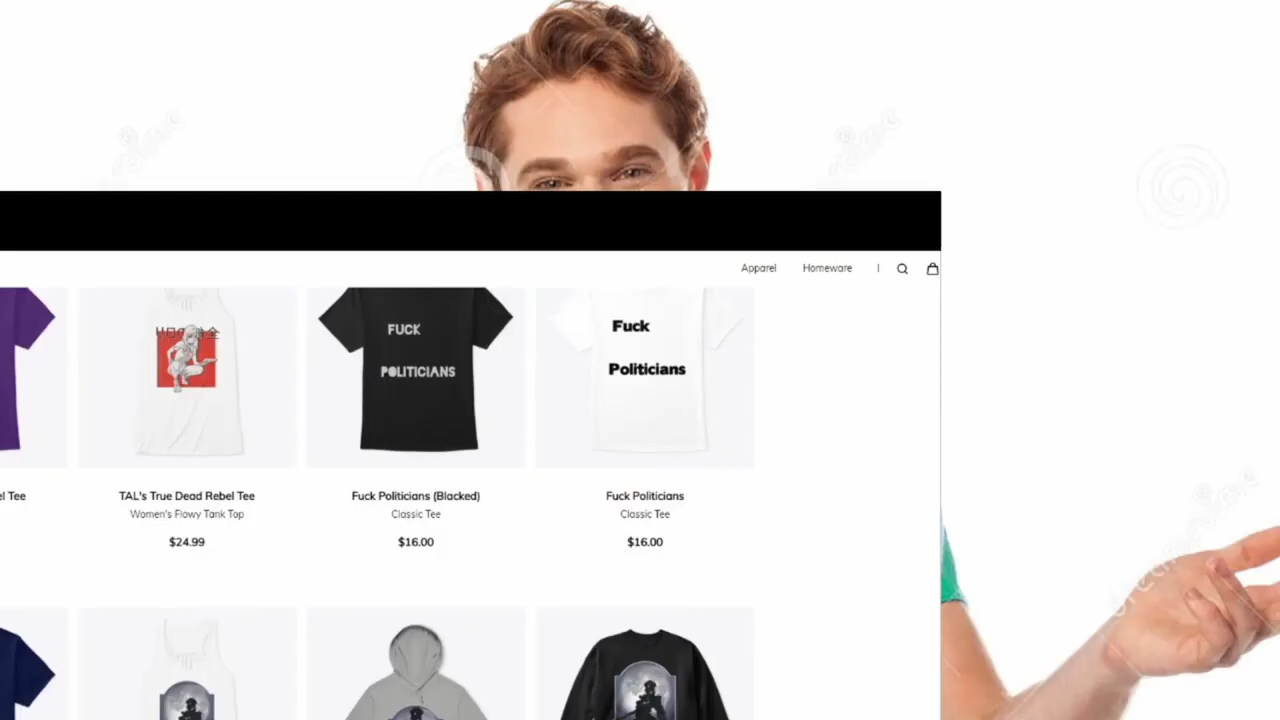 Apparel Homeware
FUCK
POLITICIANS
Fuck
Politicians
el Tee
TAL's True Dead Rebel Tee
Women's Flowy Tank Top
$24.99
Fuck Politicians (Blacked)
Classic Tee
$16.00
Fuck Politicians
Classic Tee
$16.00